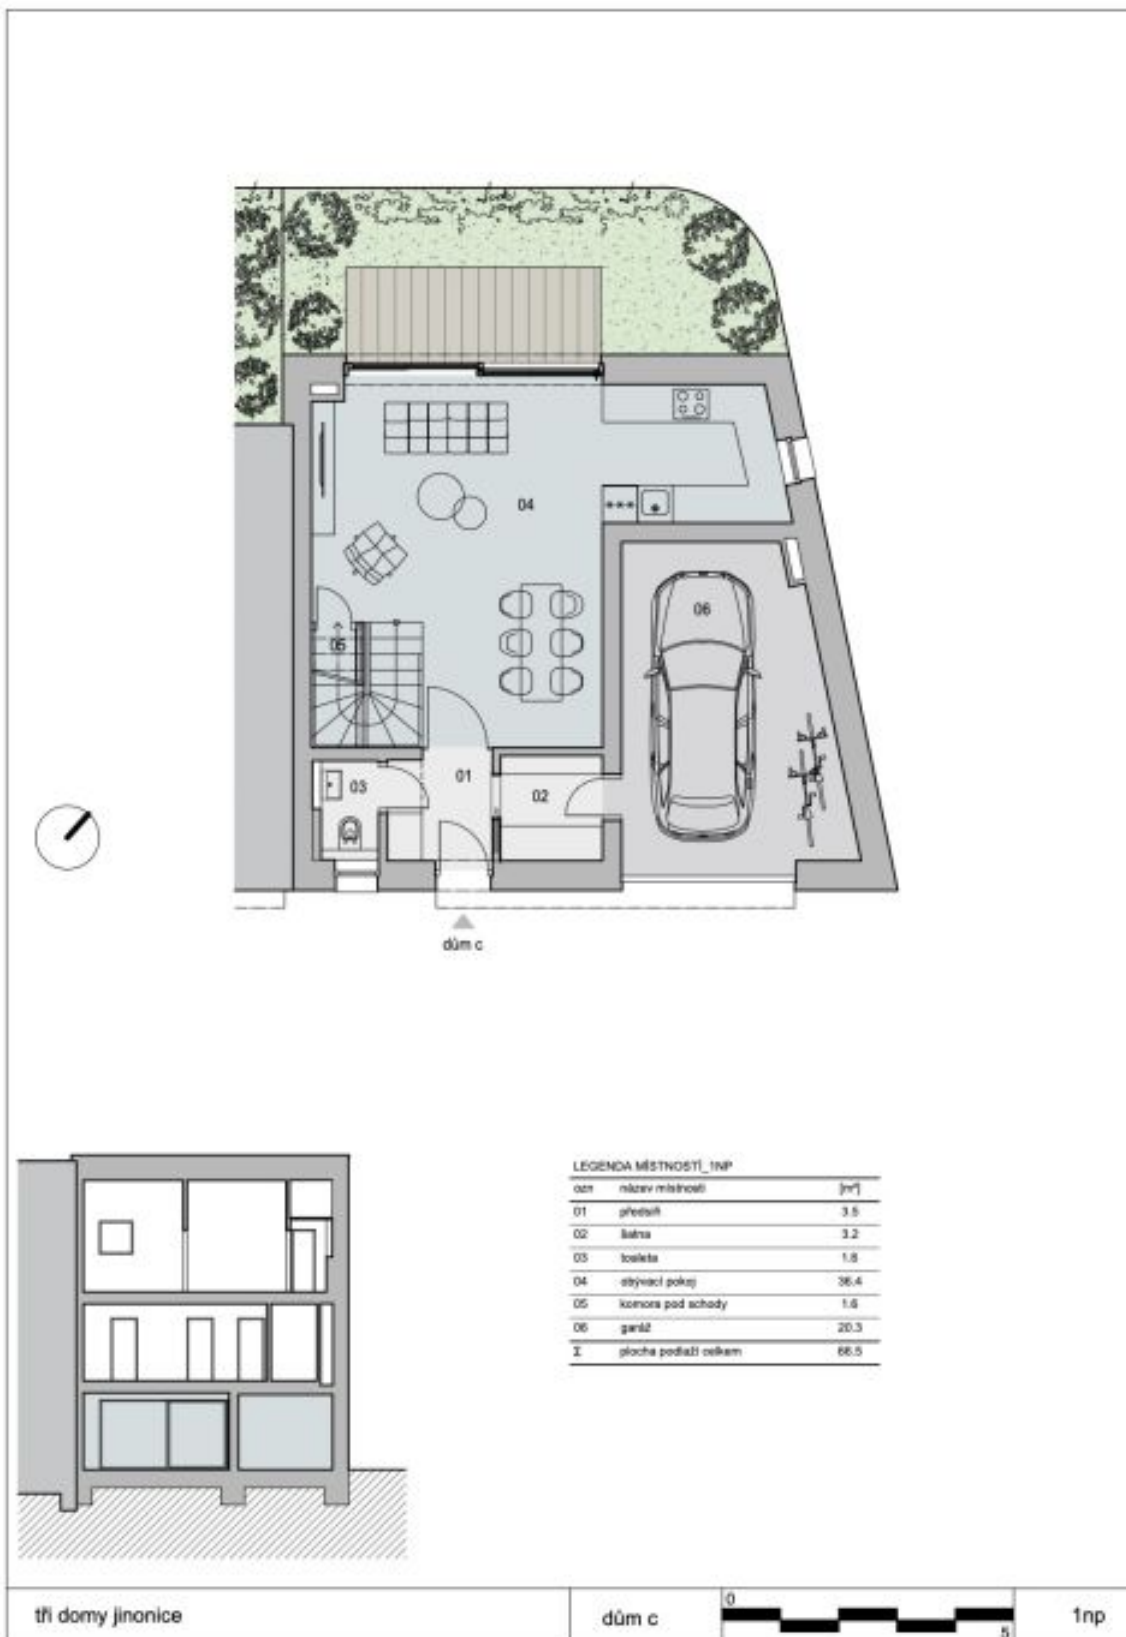 04
06
05
01
03
02
dům c
LEGENDA MÍSTNOSTÍ_1NP
ozn název místnosti [m²]
01 předsíň 3.5
02 šatna 3.2
03 toaleta 1.6
04 obývací pokoj 36.4
05 komora pod schody 1.6
06 garáž 20.3
Σ plocha podlaží celkem 66.5
tři domy jinonice
dům c
0
5
1np